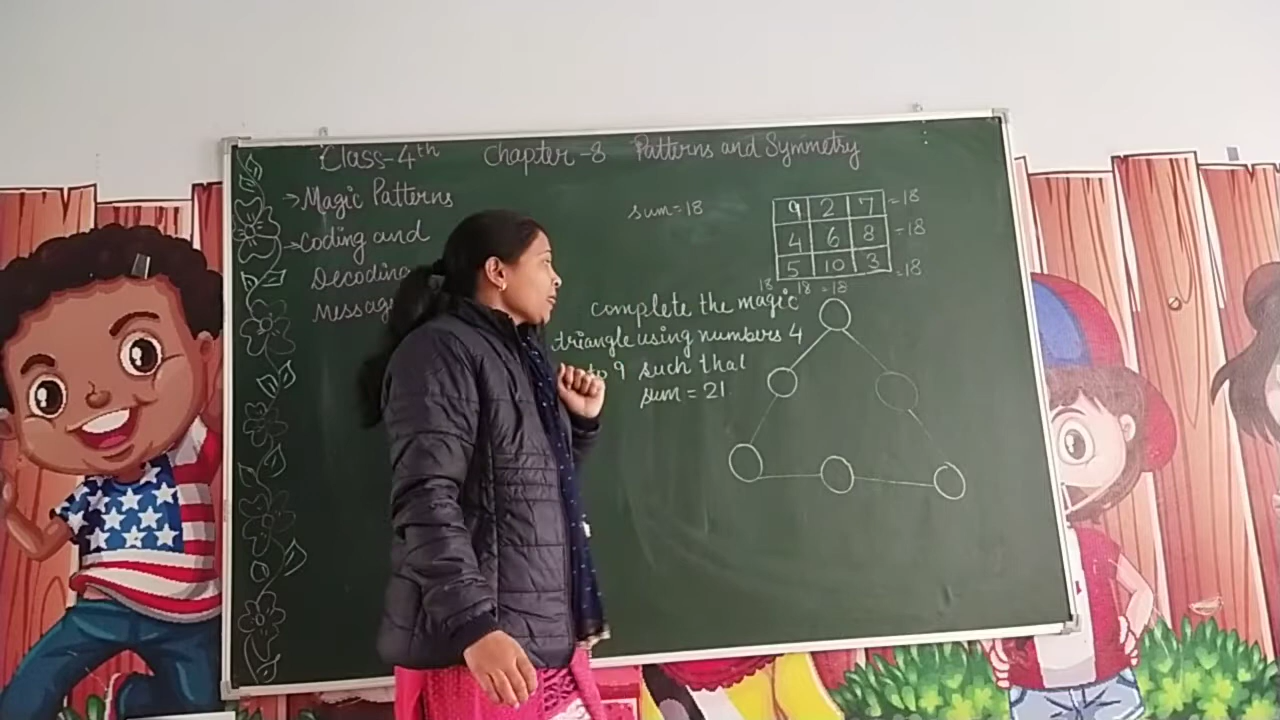 Class-4th Chapter-8 Patterns and Symmetry
→Magic Patterns
→Coding and
Decoding
Messag
sum=18
9 2 7 =18
4 6 8 =18
5 10 3 =18
18 18 =18
complete the magic
triangle using numbers 4
to 9 such that
sum = 21.